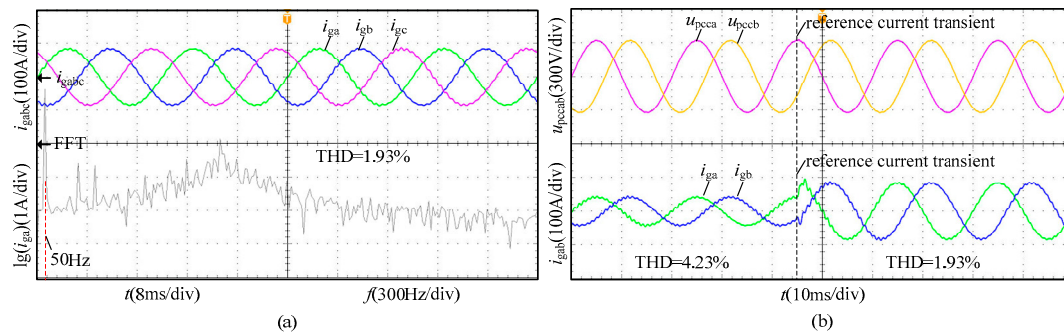 T
i_ga
i_gb
i_gc
i_gabc(100A/div)
i_gabc
FFT
THD=1.93%
lg(i_ga)(1A/div)
50Hz
t(8ms/div)
f(300Hz/div)
(a)
T
u_pcca
u_pccb
reference current transient
u_pccab(300V/div)
reference current transient
i_ga
i_gb
i_gab(100A/div)
THD=4.23%
THD=1.93%
t(10ms/div)
(b)